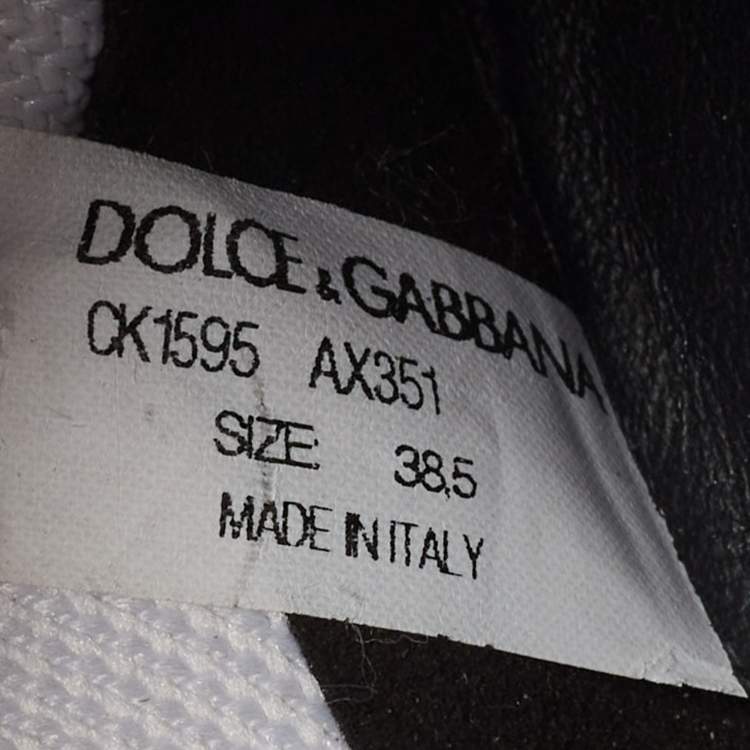 DOLCE & GABBANA
CK1595 AX351
SIZE: 38,5
MADE IN ITALY